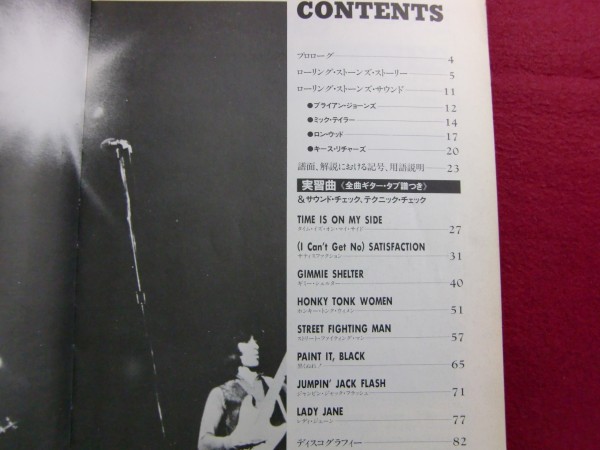 CONTENTS
プロローグ 4
ローリング・ストーンズ・ストーリー 5
ローリング・ストーンズ・サウンド 11
●ブライアン・ジョーンズ 12
●ミック・テイラー 14
●ロン・ウッド 17
●キース・リチャーズ 20
譜面、解説における記号、用語説明 23
実習曲《全曲ギター・タブ譜つき》
&サウンド・チェック、テクニック・チェック
TIME IS ON MY SIDE 27
タイム・イズ・オン・マイ・サイド
(I Can't Get No) SATISFACTION 31
サティスファクション
GIMMIE SHELTER 40
ギミー・シェルター
HONKY TONK WOMEN 51
ホンキー・トンク・ウィメン
STREET FIGHTING MAN 57
ストリート・ファイティング・マン
PAINT IT, BLACK 65
黒くぬれ！
JUMPIN' JACK FLASH 71
ジャンピン・ジャック・フラッシュ
LADY JANE 77
レディ・ジェーン
ディスコグラフィー 82